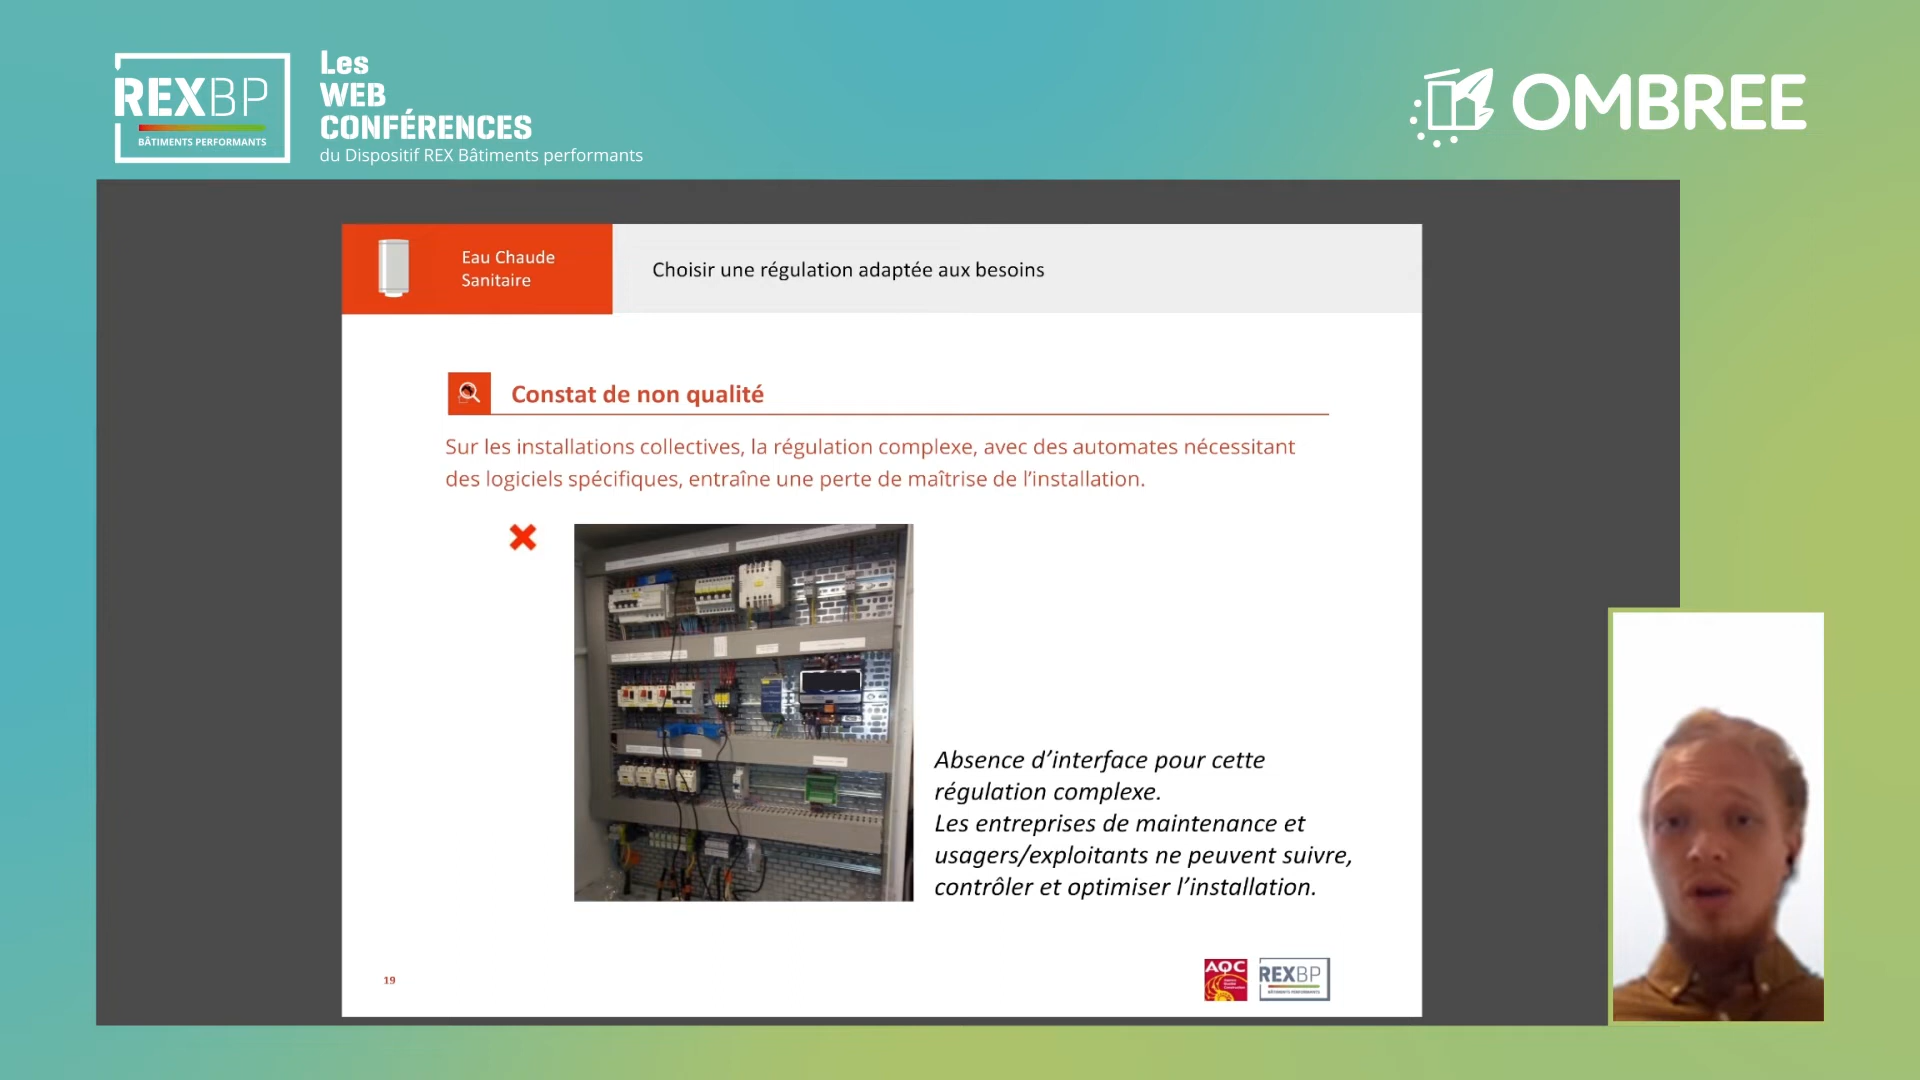 REXBP
BÂTIMENTS PERFORMANTS
Les
WEB
CONFÉRENCES
du Dispositif REX Bâtiments performants
OMBREE
Eau Chaude
Sanitaire
Choisir une régulation adaptée aux besoins
Constat de non qualité
Sur les installations collectives, la régulation complexe, avec des automates nécessitant
des logiciels spécifiques, entraîne une perte de maîtrise de l’installation.
Absence d’interface pour cette
régulation complexe.
Les entreprises de maintenance et
usagers/exploitants ne peuvent suivre,
contrôler et optimiser l’installation.
19
AQC
REXBP
BÂTIMENTS PERFORMANTS